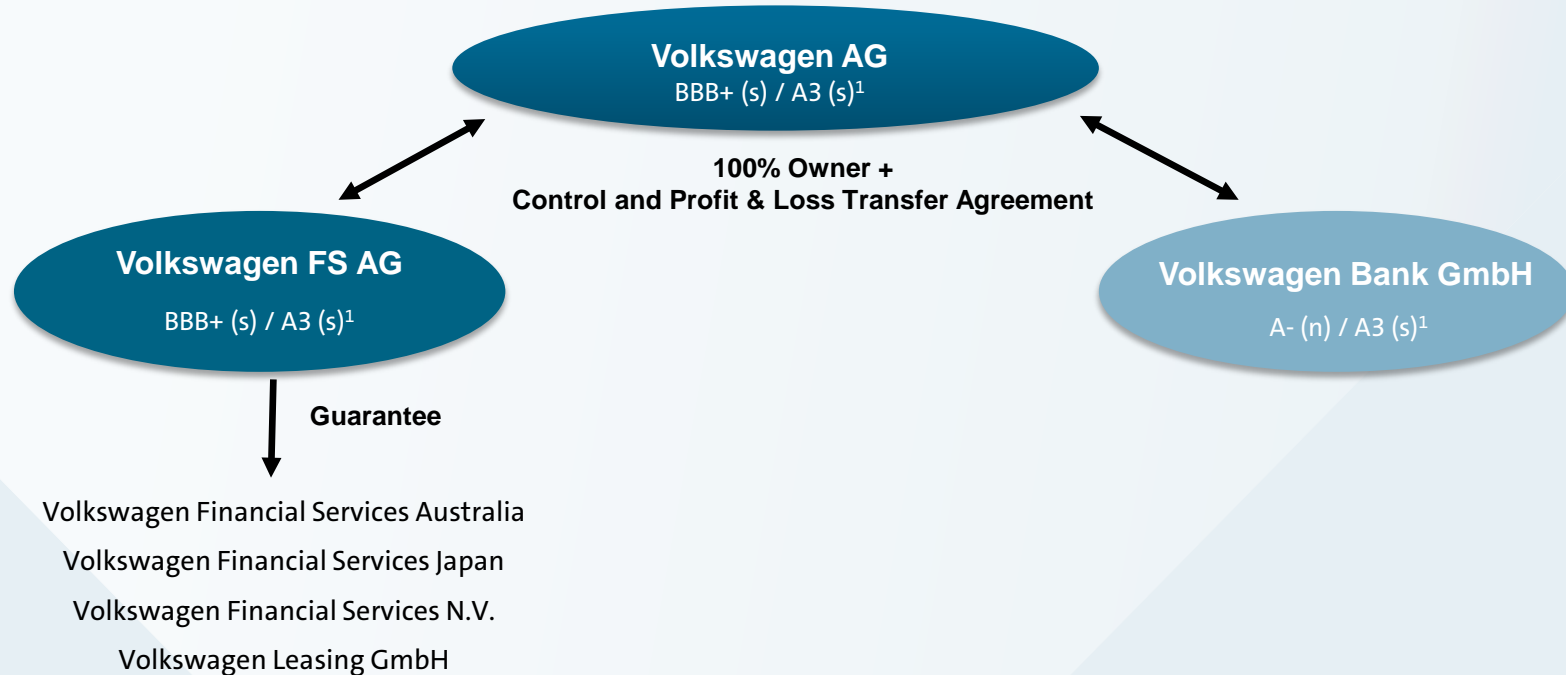 Volkswagen AG
BBB+ (s) / A3 (s)¹
100% Owner +
Control and Profit & Loss Transfer Agreement
Volkswagen FS AG
BBB+ (s) / A3 (s)¹
Volkswagen Bank GmbH
A- (n) / A3 (s)¹
Guarantee
Volkswagen Financial Services Australia
Volkswagen Financial Services Japan
Volkswagen Financial Services N.V.
Volkswagen Leasing GmbH